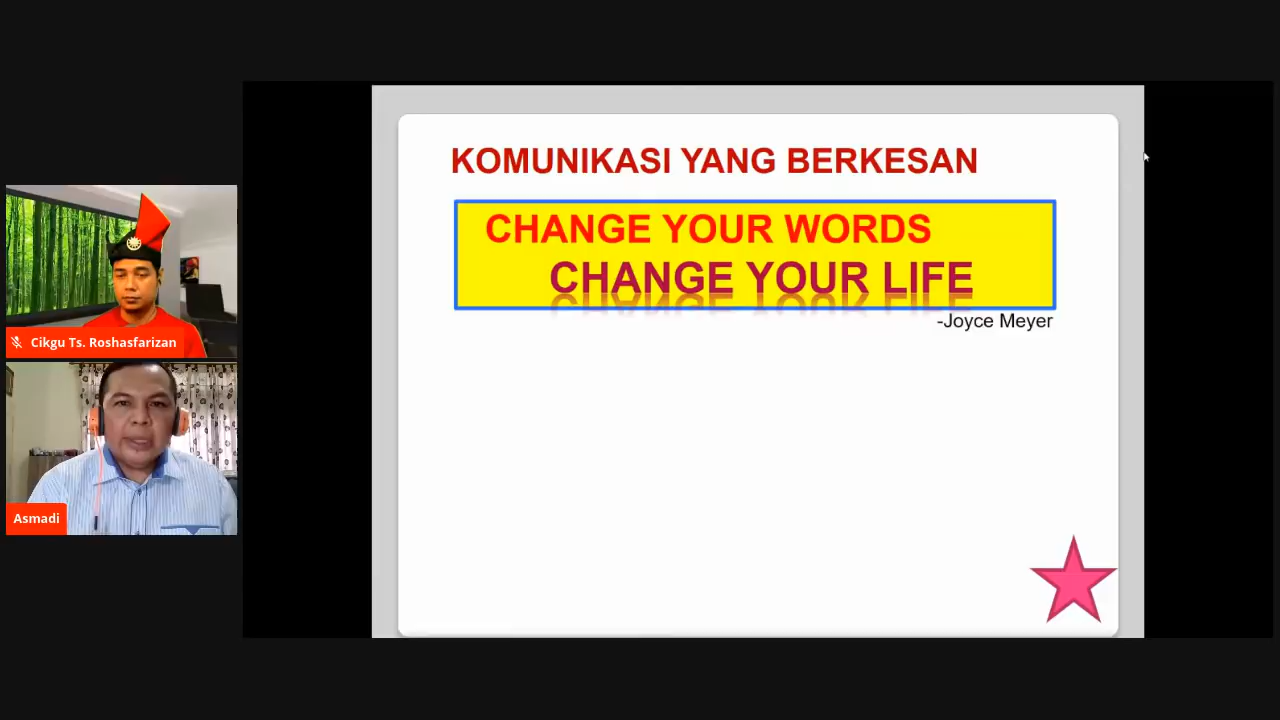 KOMUNIKASI YANG BERKESAN
CHANGE YOUR WORDS
CHANGE YOUR LIFE
-Joyce Meyer
Cikgu Ts. Roshasfarizan
Asmadi